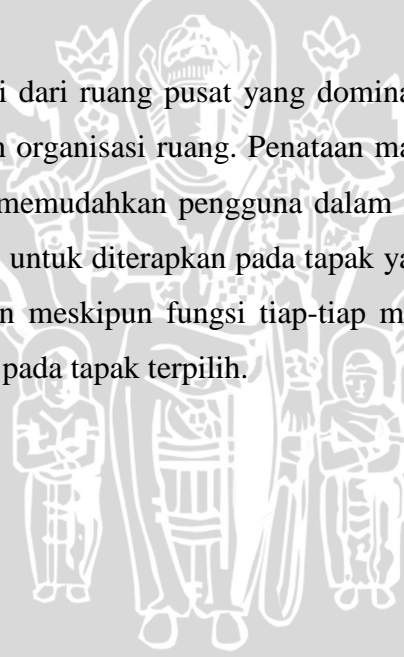 i dari ruang pusat yang domina
organisasi ruang. Penataan ma
memudahkan pengguna dalam
untuk diterapkan pada tapak ya
n meskipun fungsi tiap-tiap m
pada tapak terpilih.